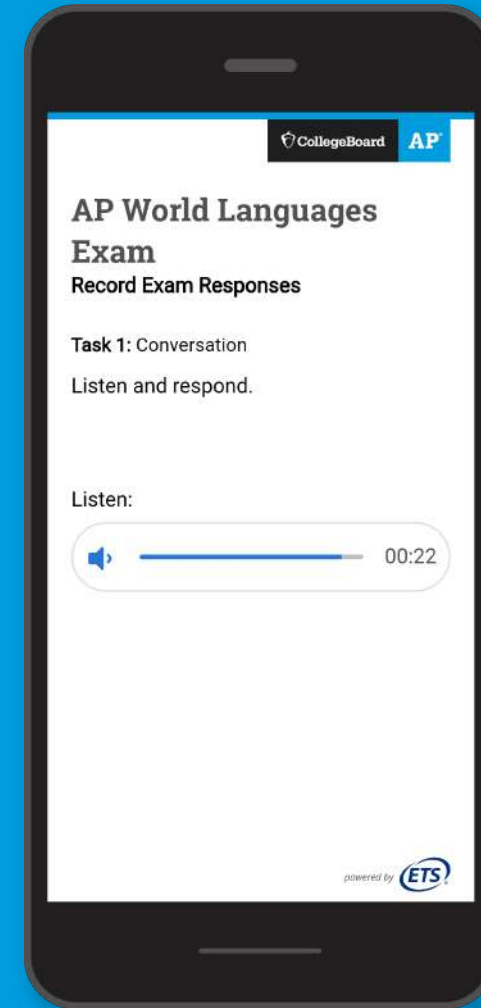 CollegeBoard AP
AP World Languages
Exam
Record Exam Responses
Task 1: Conversation
Listen and respond.
Listen:
00:22
powered by ETS